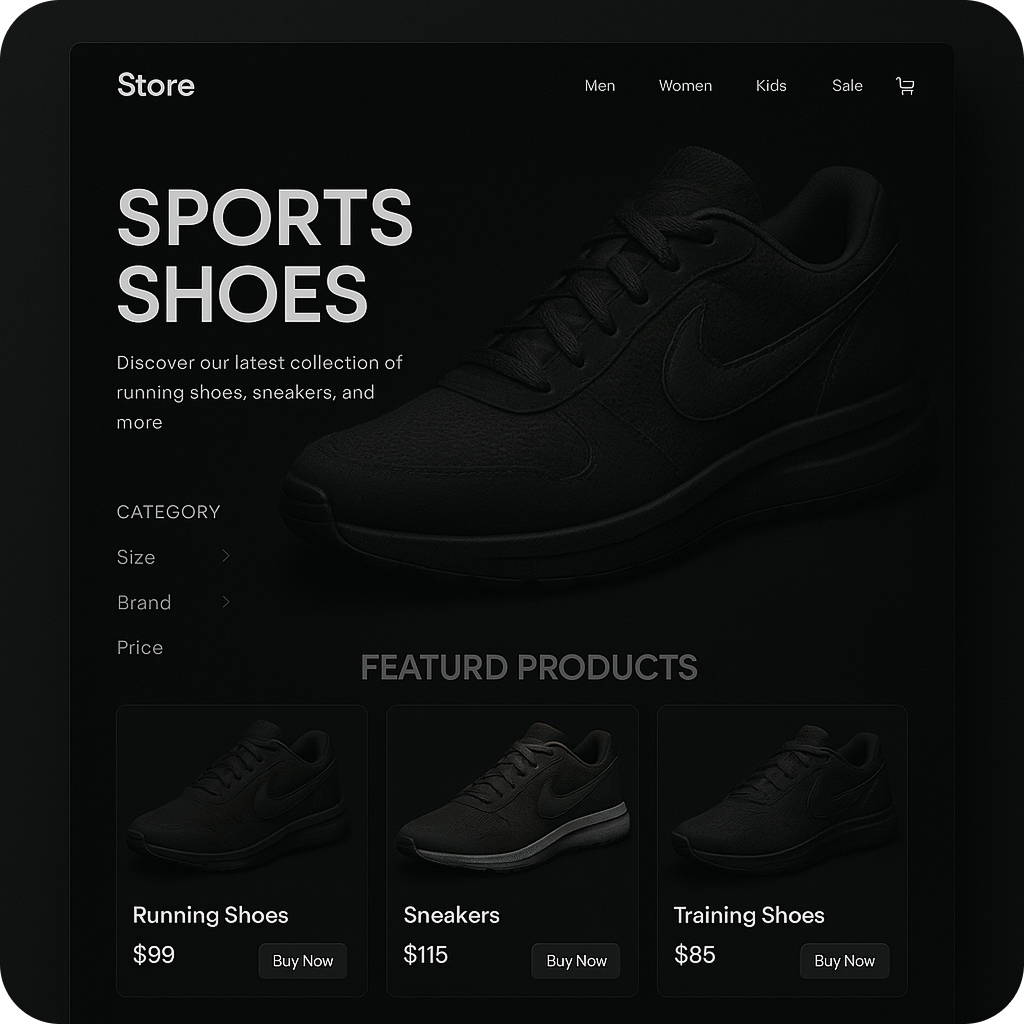 Store
Men
Women
Kids
Sale
SPORTS
SHOES
Discover our latest collection of
running shoes, sneakers, and
more
CATEGORY
Size
Brand
Price
FEATURD PRODUCTS
Running Shoes
$99
Buy Now
Sneakers
$115
Buy Now
Training Shoes
$85
Buy Now